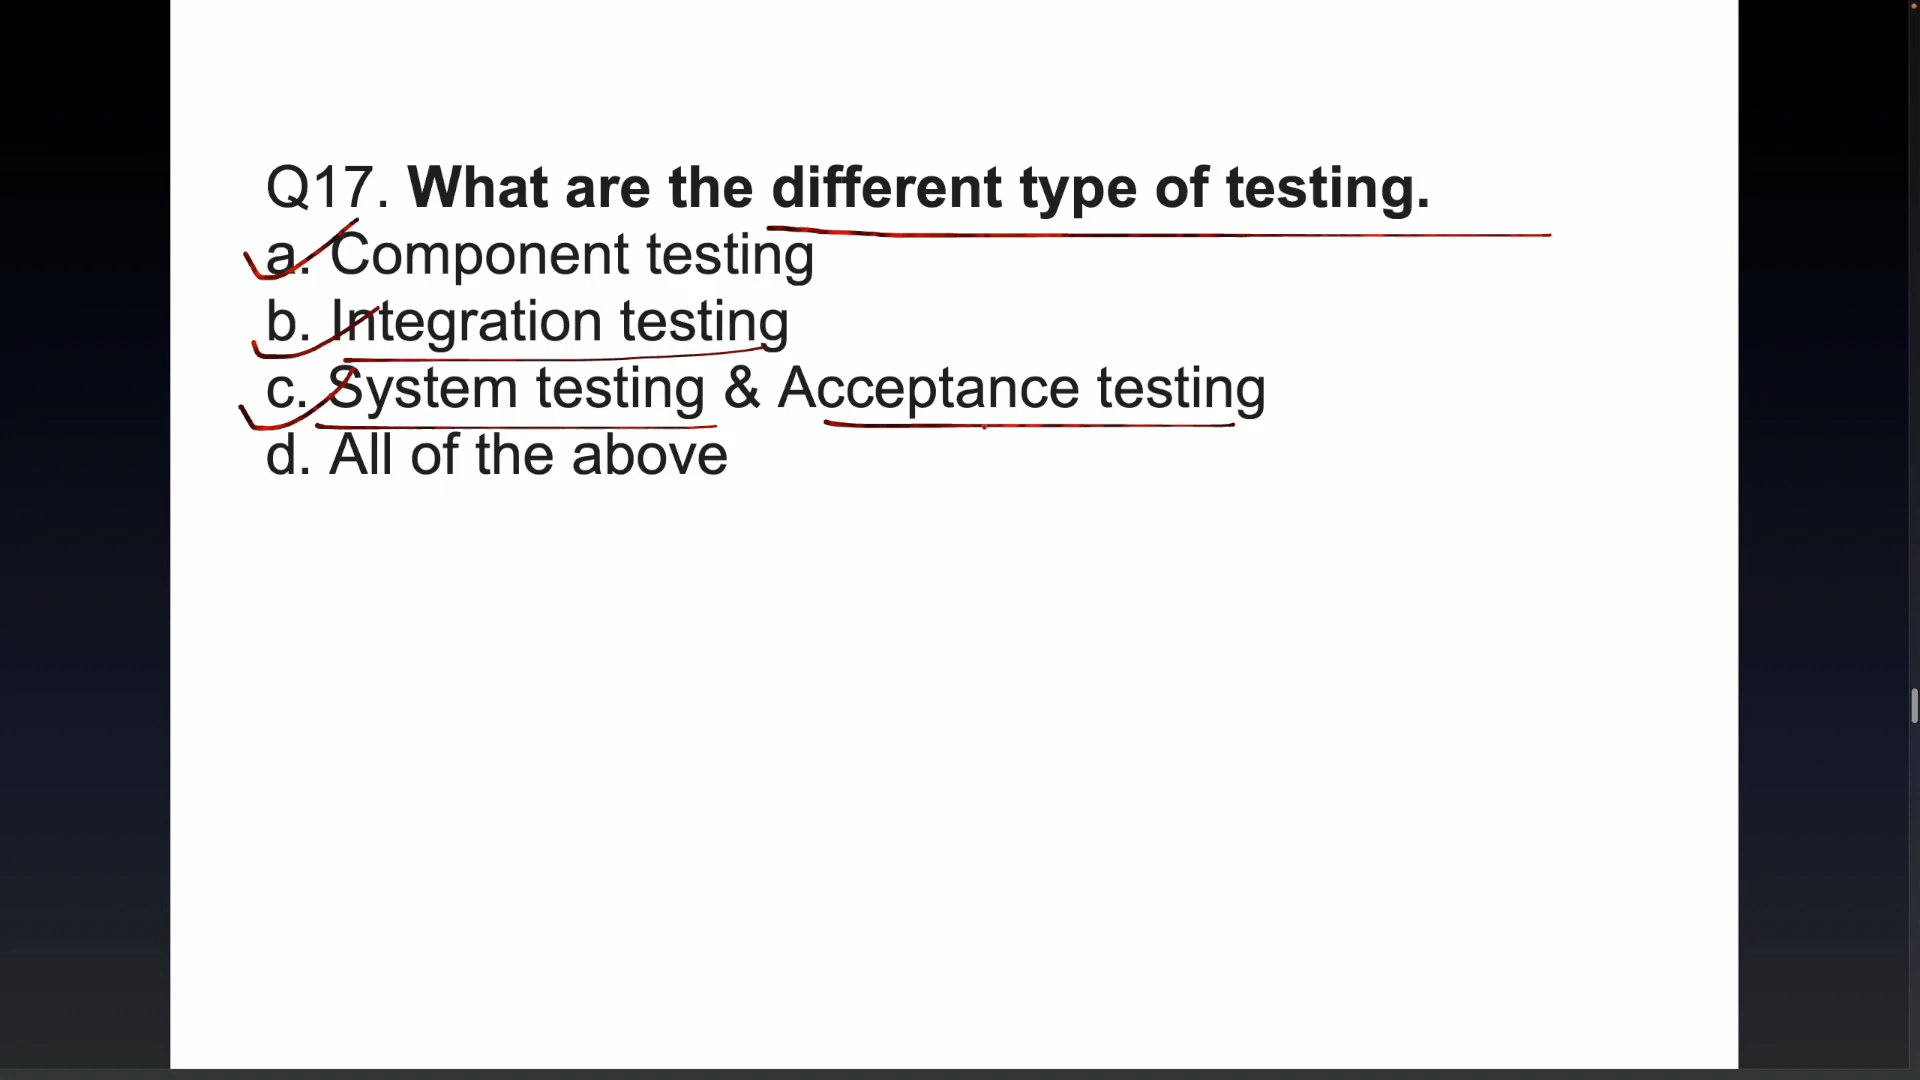 Q17. What are the different type of testing.
a. Component testing
b. Integration testing
c. System testing & Acceptance testing
d. All of the above